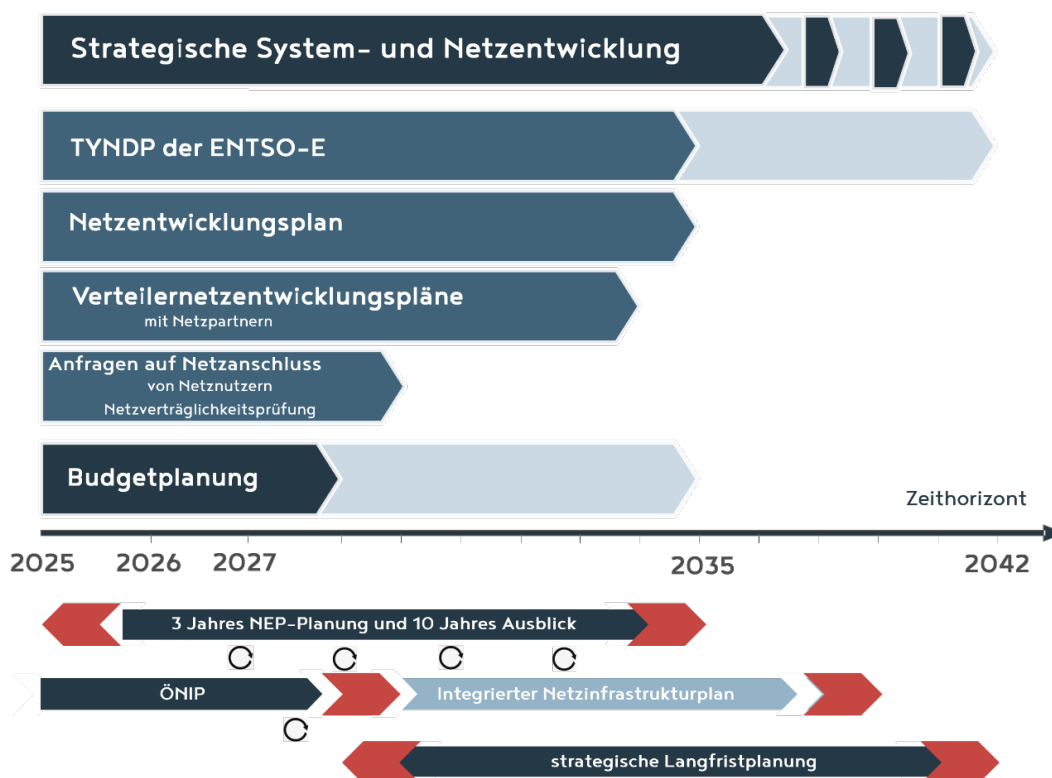 Strategische System- und Netzentwicklung
TYNDP der ENTSO-E
Netzentwicklungsplan
Verteilernetzentwicklungspläne
mit Netzpartnern
Anfragen auf Netzanschluss
von Netznutzern
Netzverträglichkeitsprüfung
Budgetplanung
Zeithorizont
2025 2026 2027 2035 2042
3 Jahres NEP-Planung und 10 Jahres Ausblick
ÖNIP Integrierter Netzinfrastrukturplan
strategische Langfristplanung